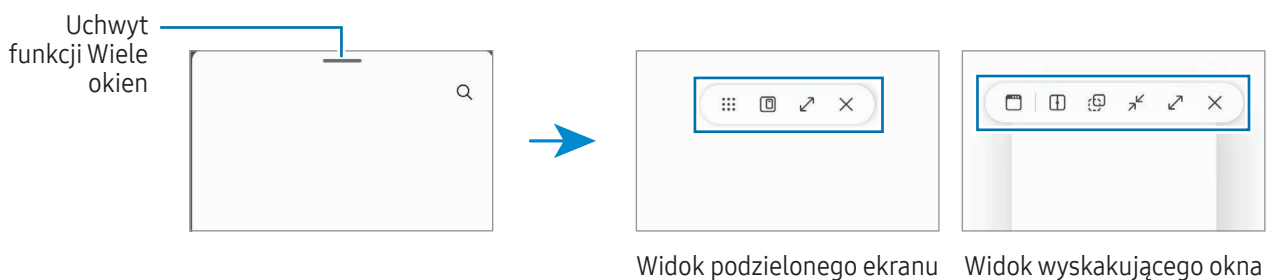 Uchwyt
funkcji Wiele
okien
Widok podzielonego ekranu
Widok wyskakującego okna